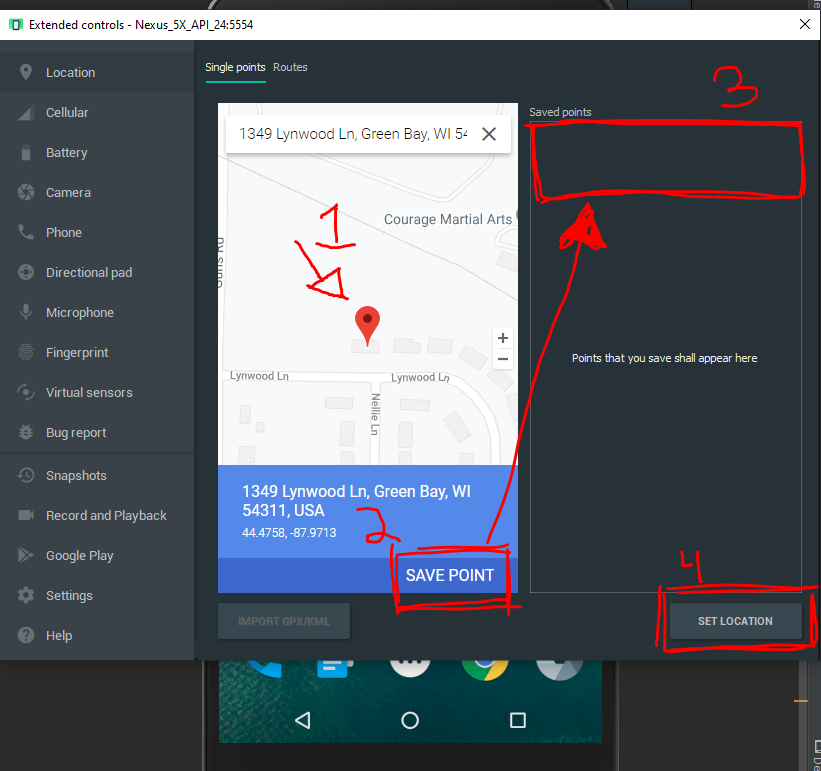 Extended controls - Nexus_5X_API_24:5554
Location
Cellular
Battery
Camera
Phone
Directional pad
Microphone
Fingerprint
Virtual sensors
Bug report
Snapshots
Record and Playback
Google Play
Settings
Help
Single points Routes
1349 Lynwood Ln, Green Bay, WI 54
Courage Martial Arts
1
+
−
Lynwood Ln
Lynwood Ln
Nellie Ln
1349 Lynwood Ln, Green Bay, WI
54311, USA
44.4758, -87.9713
2
SAVE POINT
IMPORT GPX/KML
Saved points
3
Points that you save shall appear here
4
SET LOCATION